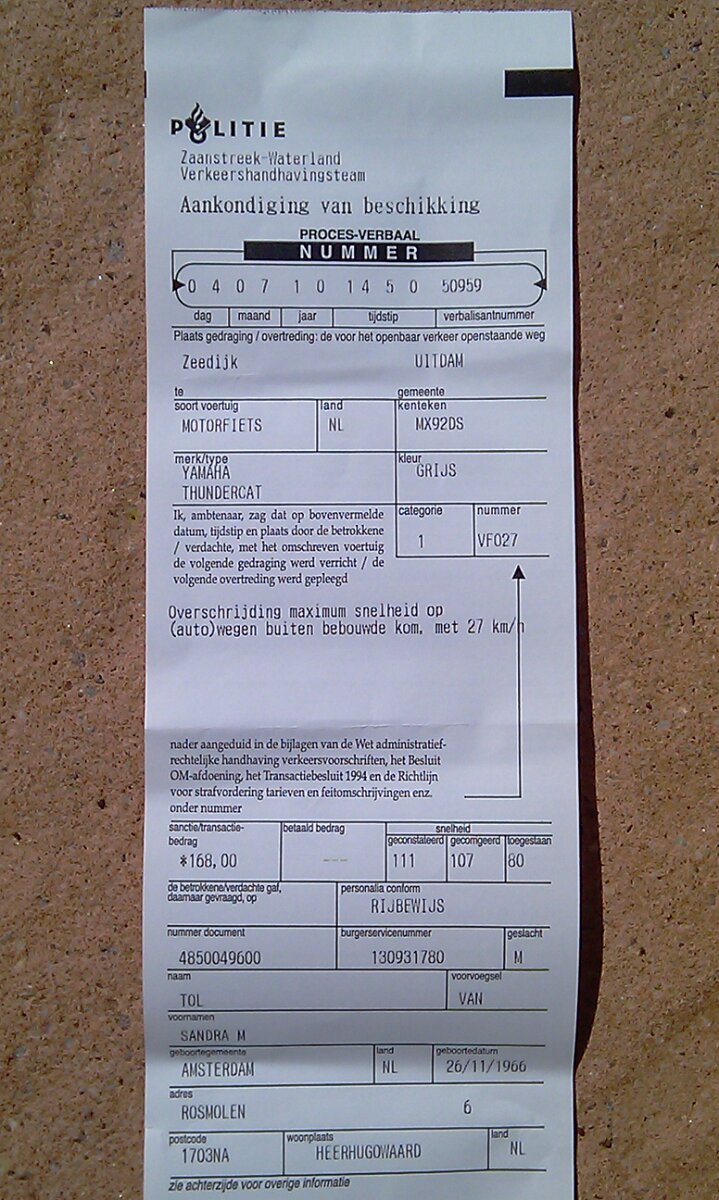 POLITIE
Zaanstreek-Waterland
Verkeershandhavingsteam
Aankondiging van beschikking
PROCES-VERBAAL
NUMMER
0 4 0 7 1 0 1 4 5 0 50959
dag maand jaar tijdstip verbalisantnummer
Plaats gedraging / overtreding: de voor het openbaar verkeer openstaande weg
Zeedijk UITDAM
te gemeente
soort voertuig land kenteken
MOTORFIETS NL MX92DS
merk/type kleur
YAMAHA GRIJS
THUNDERCAT
Ik, ambtenaar, zag dat op bovenvermelde
datum, tijdstip en plaats door de betrokkene
/ verdachte, met het omschreven voertuig
de volgende gedraging werd verricht / de
volgende overtreding werd gepleegd
categorie nummer
1 VF027
Overschrijding maximum snelheid op
(auto)wegen buiten bebouwde kom, met 27 km/h
nader aangeduid in de bijlagen van de Wet administratief-
rechtelijke handhaving verkeersvoorschriften, het Besluit
OM-afdoening, het Transactiebesluit 1994 en de Richtlijn
voor strafvordering tarieven en feitomschrijvingen enz.
onder nummer
sanctie/transactie-
bedrag
betaald bedrag snelheid
geconstateerd gecorrigeerd toegestaan
*168,00 --- 111 107 80
de betrokkene/verdachte gaf,
daarnaar gevraagd, op
personalia conform
RIJBEWIJS
nummer document burgerservicenummer geslacht
4850049600 130931780 M
naam voorvoegsel
TOL VAN
voornamen
SANDRA M
geboortegemeente land geboortedatum
AMSTERDAM NL 26/11/1966
adres
ROSMOLEN 6
postcode woonplaats land
1703NA HEERHUGOWAARD NL
zie achterzijde voor overige informatie